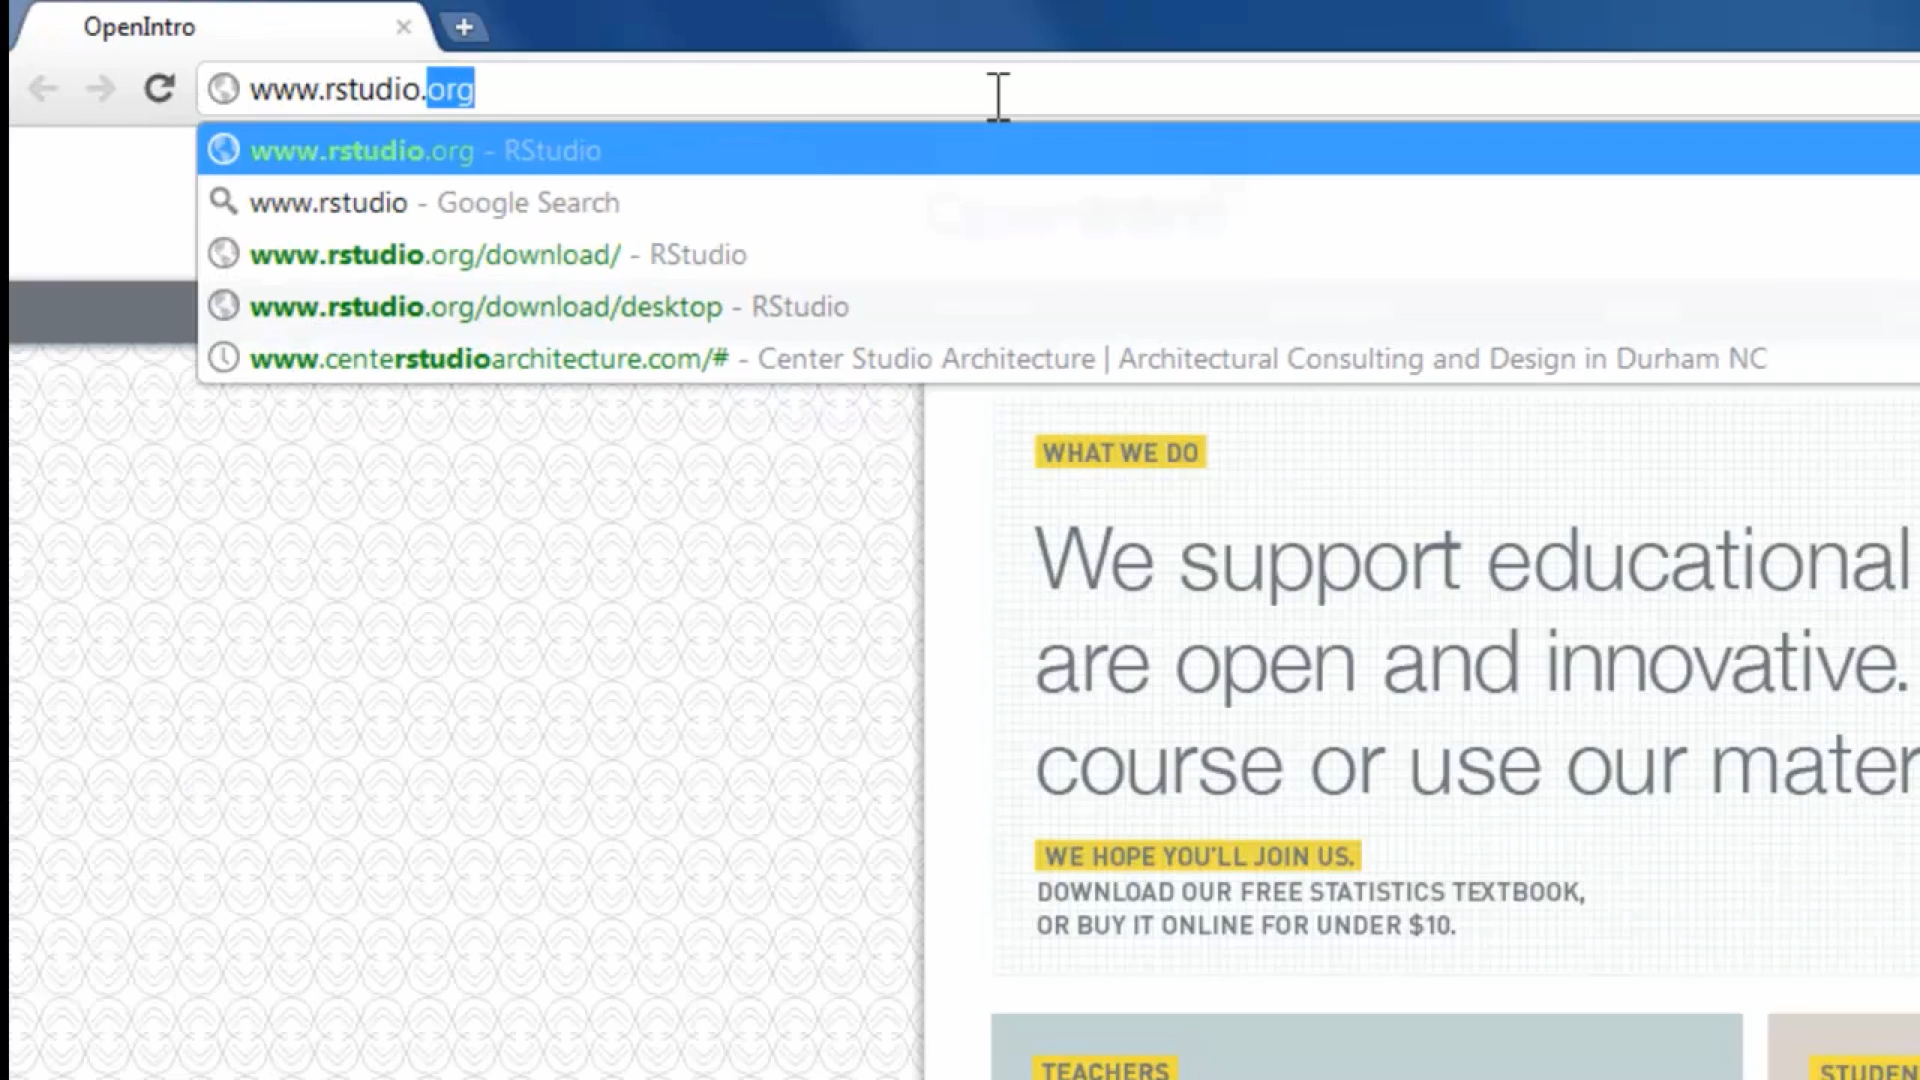 OpenIntro
www.rstudio.org
www.rstudio.org - RStudio
www.rstudio - Google Search
www.rstudio.org/download/ - RStudio
www.rstudio.org/download/desktop - RStudio
www.centerstudioarchitecture.com/# - Center Studio Architecture | Architectural Consulting and Design in Durham NC
WHAT WE DO
We support educational
are open and innovative.
course or use our mater
WE HOPE YOU'LL JOIN US.
DOWNLOAD OUR FREE STATISTICS TEXTBOOK,
OR BUY IT ONLINE FOR UNDER $10.
TEACHERS
STUDEN